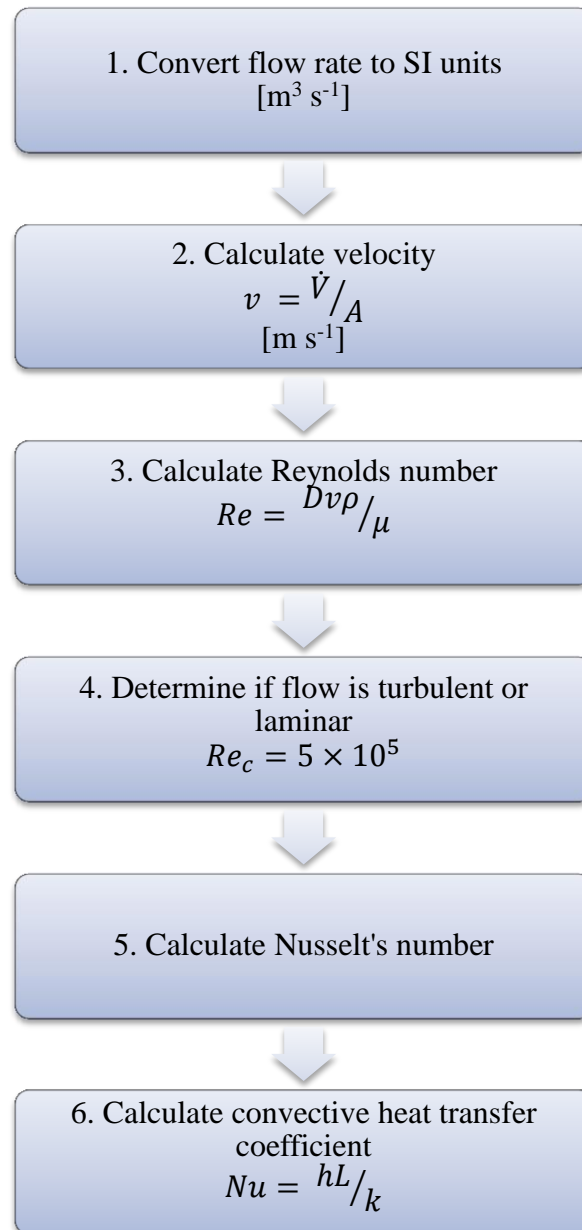 1. Convert flow rate to SI units
[m³ s⁻¹]
2. Calculate velocity
v = V̇/A
[m s⁻¹]
3. Calculate Reynolds number
Re = Dvρ/μ
4. Determine if flow is turbulent or
laminar
Re_c = 5 × 10⁵
5. Calculate Nusselt's number
6. Calculate convective heat transfer
coefficient
Nu = hL/k